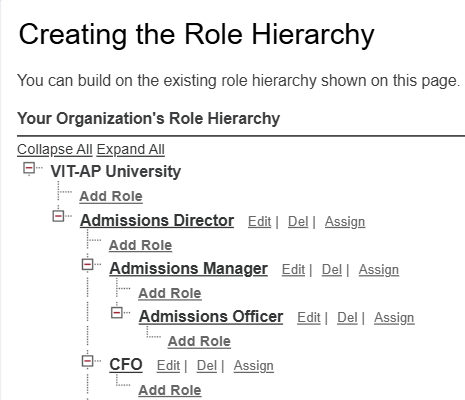 Creating the Role Hierarchy
You can build on the existing role hierarchy shown on this page.
Your Organization's Role Hierarchy
Collapse All Expand All
VIT-AP University
Add Role
Admissions Director Edit | Del | Assign
Add Role
Admissions Manager Edit | Del | Assign
Add Role
Admissions Officer Edit | Del | Assign
Add Role
CFO Edit | Del | Assign
Add Role